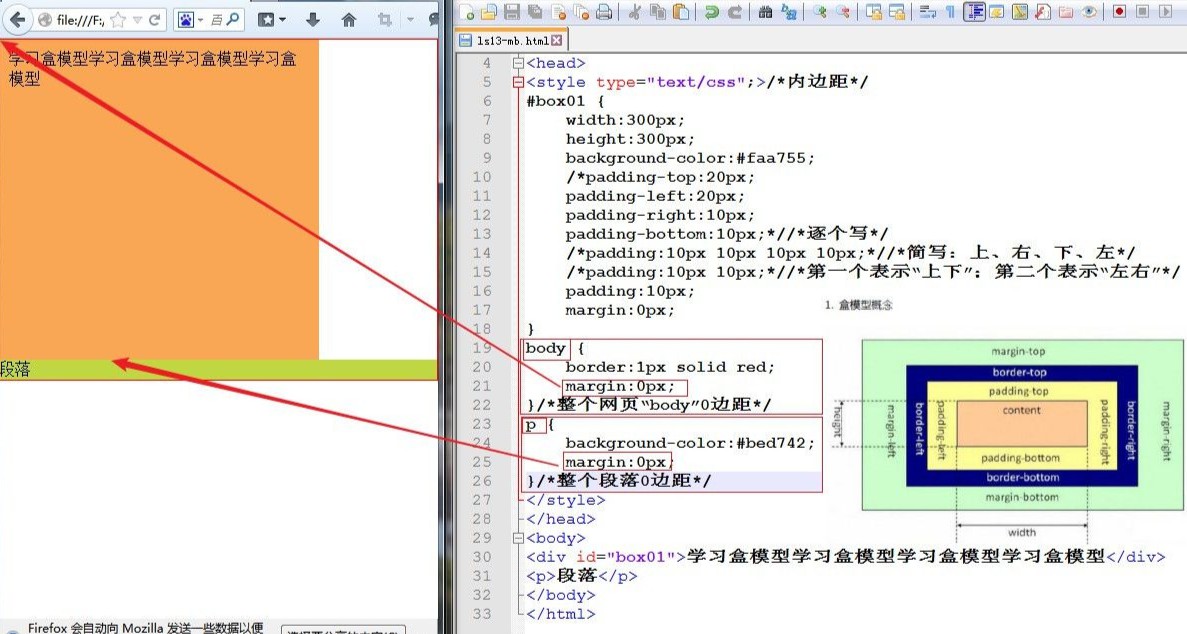 file:///F:/
百
学习盒模型学习盒模型学习盒模型学习盒
模型
段落
Firefox 会自动向 Mozilla 发送一些数据以便
ls13-mb.html
4 <head>
5 <style type="text/css";>/*内边距*/
6 #box01 {
7 width:300px;
8 height:300px;
9 background-color:#faa755;
10 /*padding-top:20px;
11 padding-left:20px;
12 padding-right:10px;
13 padding-bottom:10px;*//*逐个写*/
14 /*padding:10px 10px 10px 10px;*//*简写：上、右、下、左*/
15 /*padding:10px 10px;*//*第一个表示“上下”；第二个表示“左右”*/
16 padding:10px;
17 margin:0px;
18 }
19 body {
20 border:1px solid red;
21 margin:0px;
22 }/*整个网页“body”0边距*/
23 p {
24 background-color:#bed742;
25 margin:0px;
26 }/*整个段落0边距*/
27 </style>
28 </head>
29 <body>
30 <div id="box01">学习盒模型学习盒模型学习盒模型学习盒模型</div>
31 <p>段落</p>
32 </body>
33 </html>
1. 盒模型概念
margin-top
border-top
padding-top
content
height
margin-left
border-left
padding-left
padding-right
border-right
margin-right
padding-bottom
border-bottom
margin-bottom
width